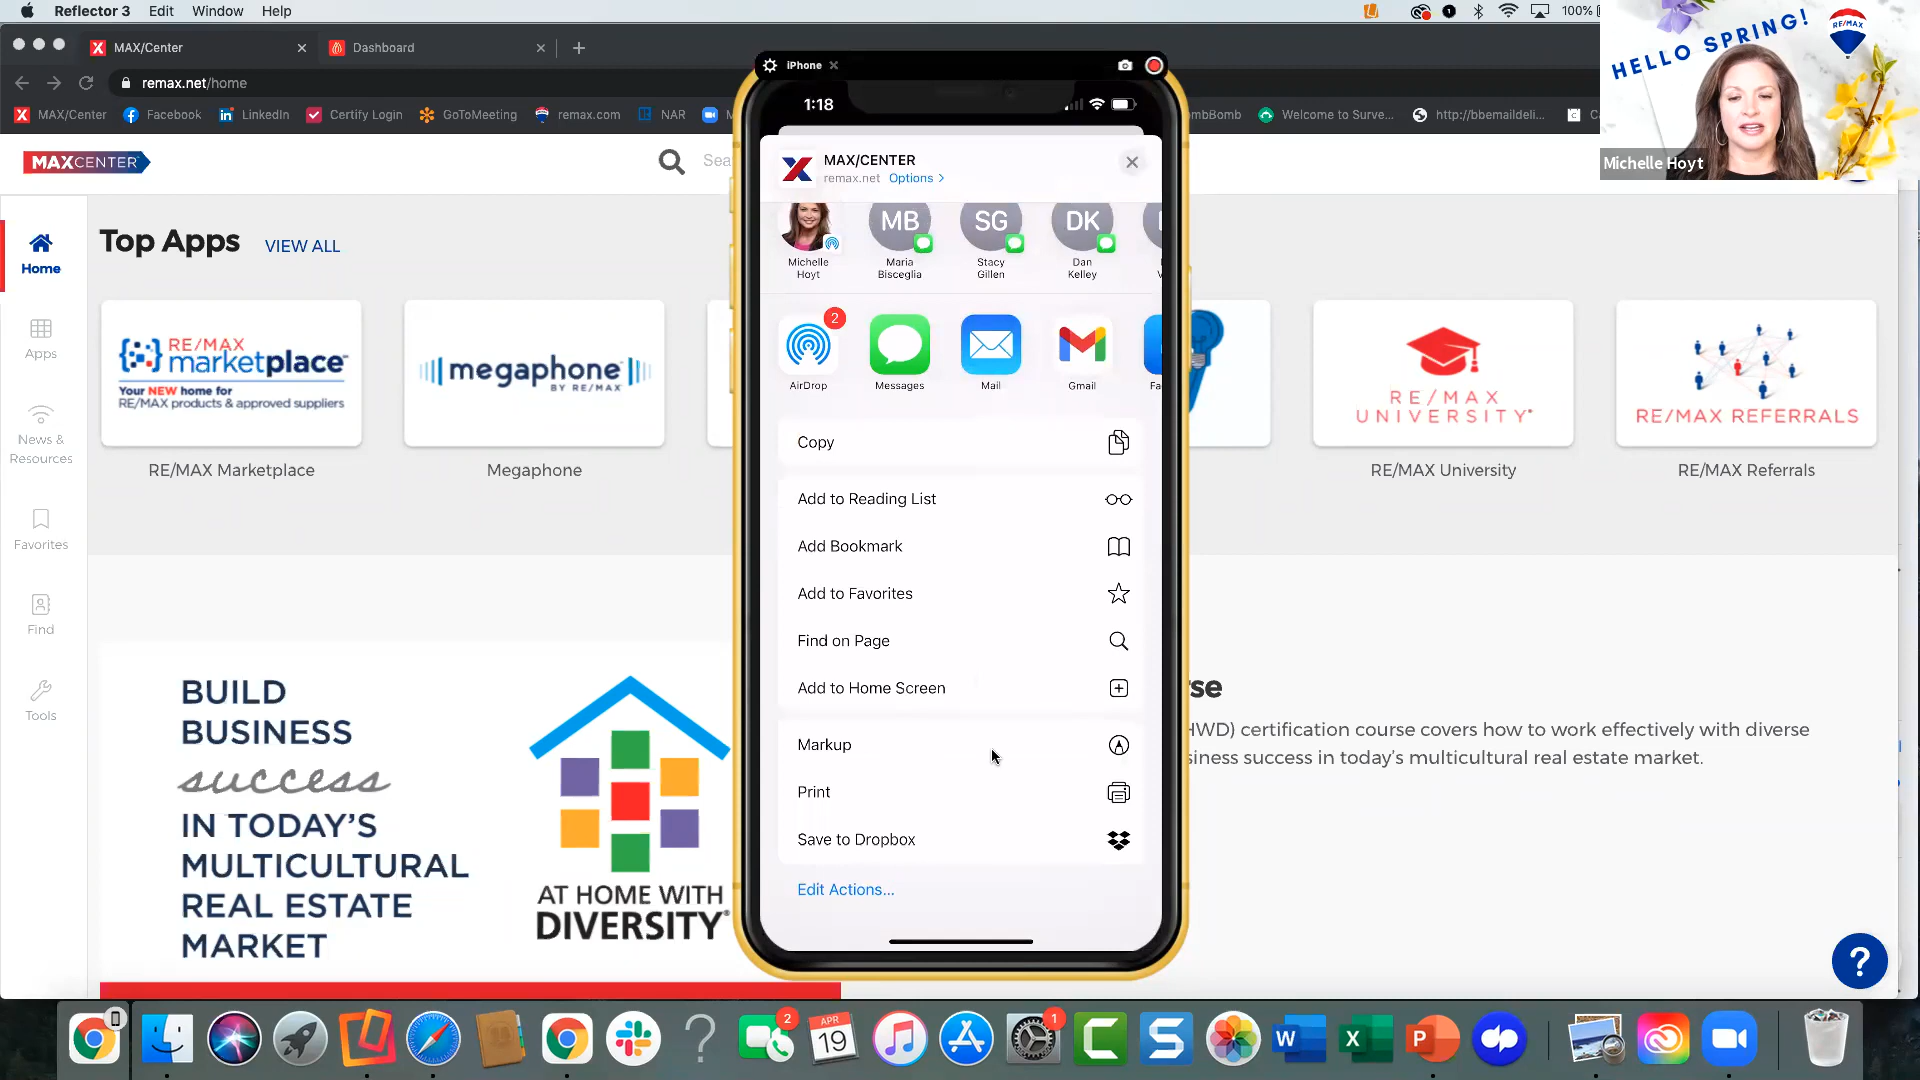 Reflector 3 Edit Window Help
100%
MAX/Center
Dashboard
remax.net/home
MAX/Center Facebook LinkedIn Certify Login GoToMeeting remax.com NAR
mbBomb Welcome to Surve... http://bbemaildeli...
HELLO SPRING!
RE/MAX
Michelle Hoyt
MAXCENTER
Sea
Home
Apps
News &
Resources
Favorites
Find
Tools
Top Apps VIEW ALL
RE/MAX
marketplace
Your NEW home for
RE/MAX products & approved suppliers
RE/MAX Marketplace
megaphone
BY RE/MAX
Megaphone
RE/MAX
UNIVERSITY
RE/MAX University
RE/MAX REFERRALS
RE/MAX Referrals
BUILD
BUSINESS
success
IN TODAY'S
MULTICULTURAL
REAL ESTATE
MARKET
AT HOME WITH
DIVERSITY
se
HWD) certification course covers how to work effectively with diverse
siness success in today's multicultural real estate market.
?
iPhone
1:18
MAX/CENTER
remax.net Options >
Michelle
Hoyt
MB
Maria
Bisceglia
SG
Stacy
Gillen
DK
Dan
Kelley
2
AirDrop
Messages
Mail
Gmail
Fa
Copy
Add to Reading List
Add Bookmark
Add to Favorites
Find on Page
Add to Home Screen
Markup
Print
Save to Dropbox
Edit Actions...
2
APR
19
1
W
X
P